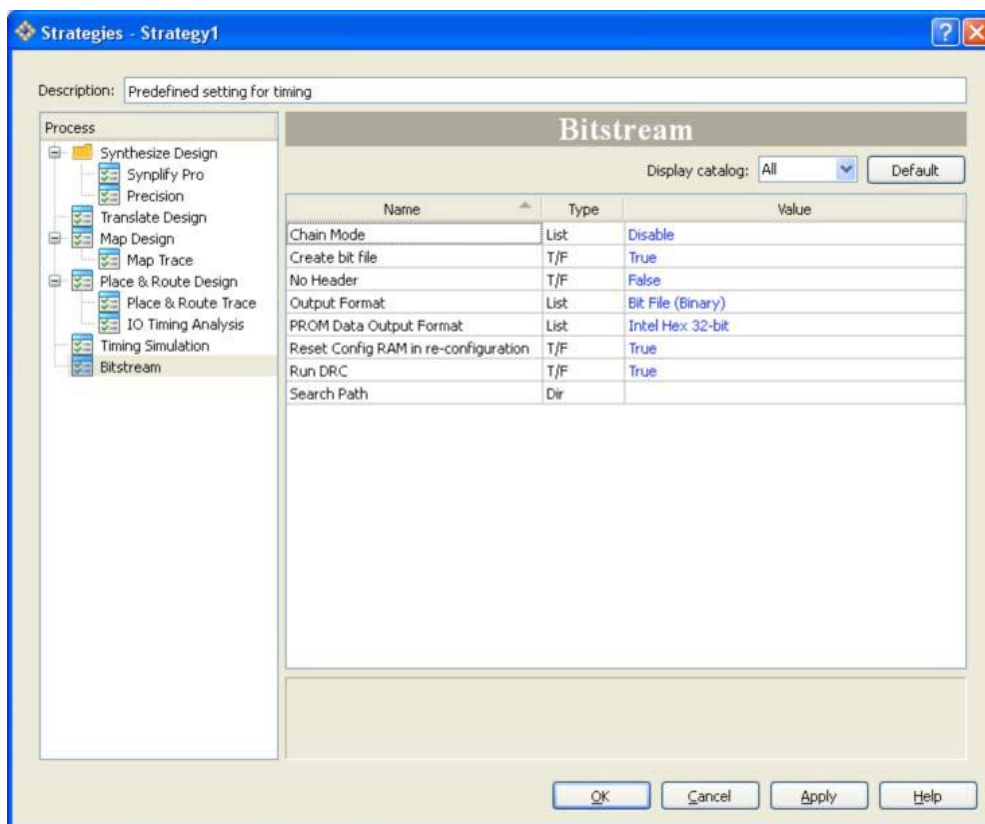 Strategies - Strategy1
Description: Predefined setting for timing
Process
Synthesize Design
Synplify Pro
Precision
Translate Design
Map Design
Map Trace
Place & Route Design
Place & Route Trace
IO Timing Analysis
Timing Simulation
Bitstream
Bitstream
Display catalog: All Default
Name Type Value
Chain Mode List Disable
Create bit file T/F True
No Header T/F False
Output Format List Bit File (Binary)
PROM Data Output Format List Intel Hex 32-bit
Reset Config RAM in re-configuration T/F True
Run DRC T/F True
Search Path Dir
OK Cancel Apply Help